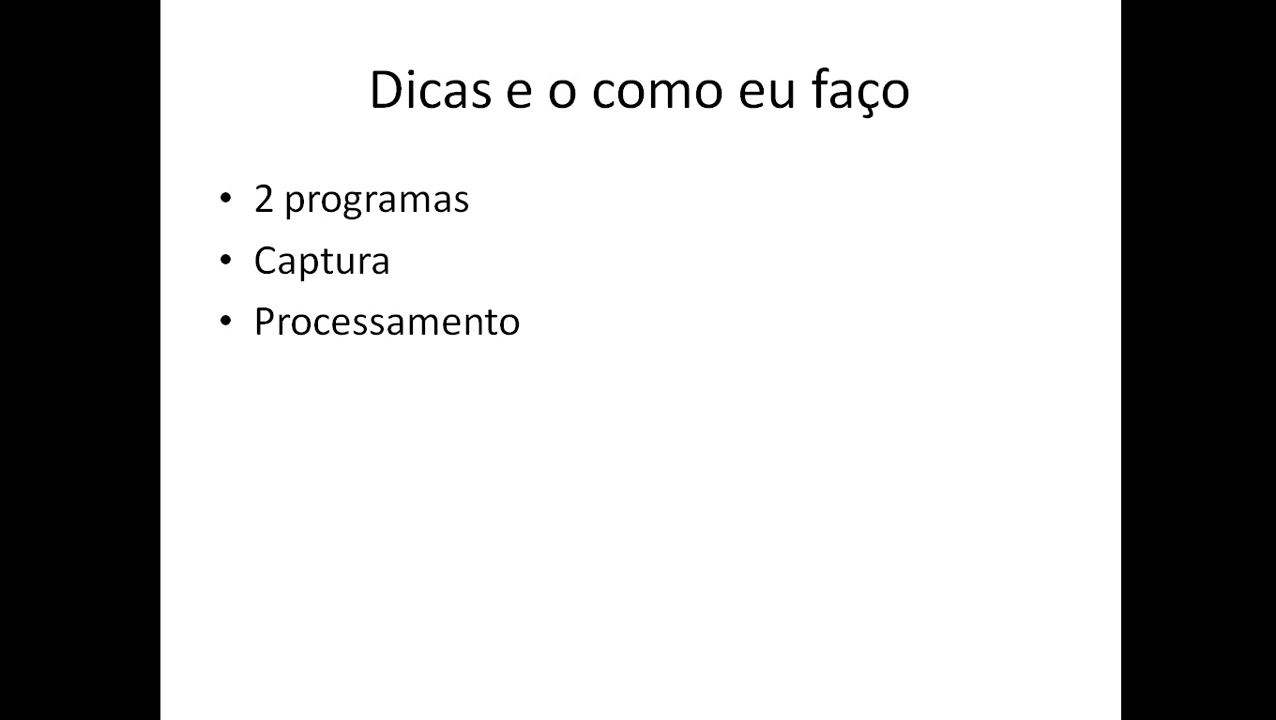 Dicas e o como eu faço
• 2 programas
• Captura
• Processamento